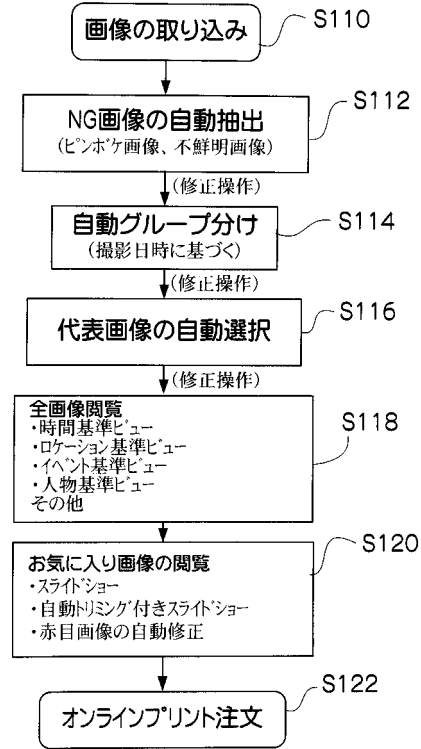 画像の取り込み
S110
NG画像の自動抽出
(ピンボケ画像、不鮮明画像)
S112
(修正操作)
自動グループ分け
(撮影日時に基づく)
S114
(修正操作)
代表画像の自動選択
S116
(修正操作)
全画像閲覧
・時間基準ビュー
・ロケーション基準ビュー
・イベント基準ビュー
・人物基準ビュー
その他
S118
お気に入り画像の閲覧
・スライドショー
・自動トリミング付きスライドショー
・赤目画像の自動修正
S120
オンラインプリント注文
S122